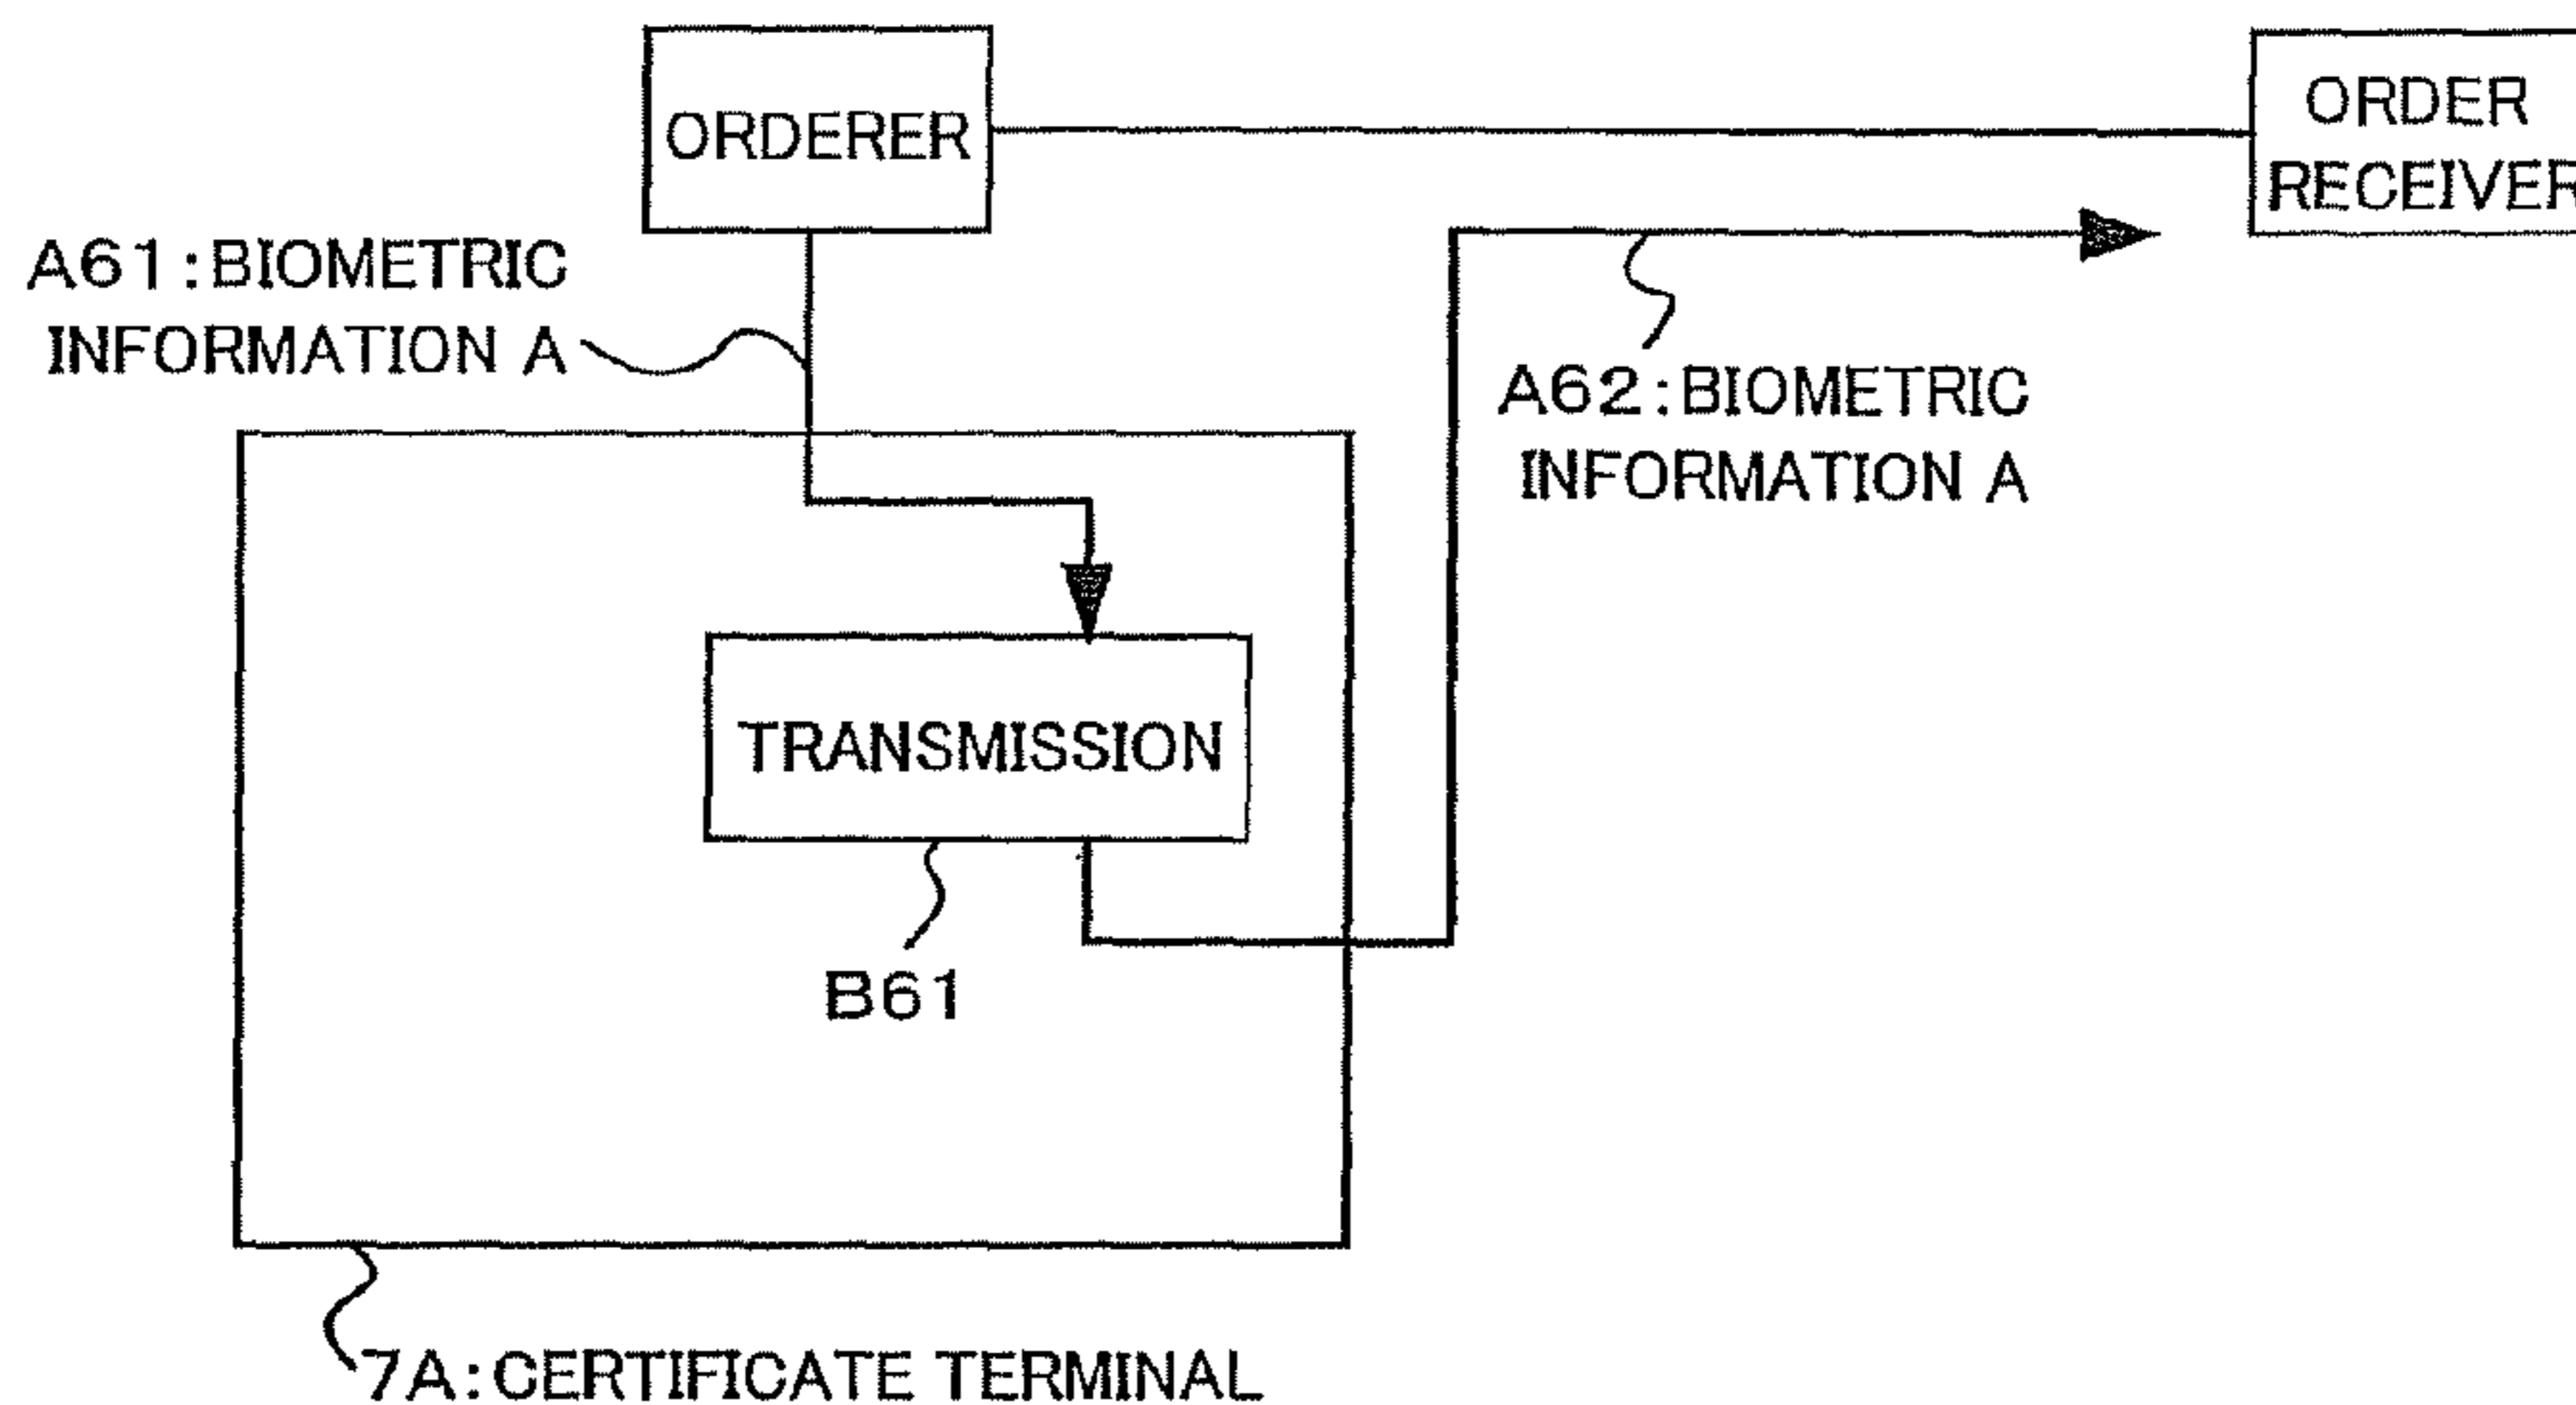 ORDERER
ORDER
RECEIVER
A61:BIOMETRIC
INFORMATION A
A62:BIOMETRIC
INFORMATION A
TRANSMISSION
B61
7A:CERTIFICATE TERMINAL